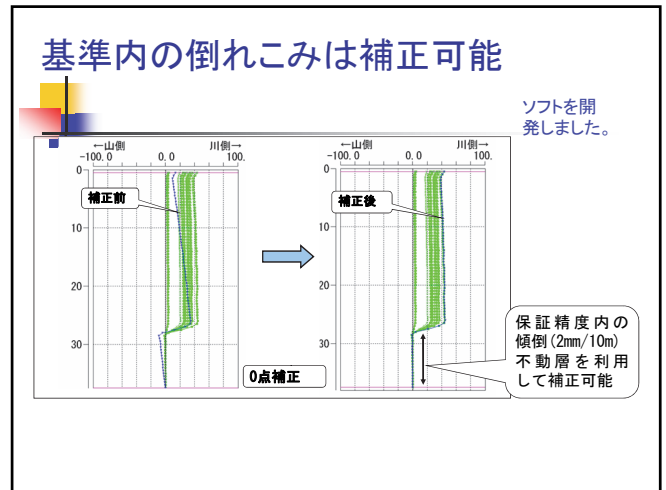 基準内の倒れこみは補正可能
ソフトを開
発しました。
←山側 川側→
-100.0 0.0 100.
0
10
20
30
補正前
0点補正
←山側 川側→
-100.0 0.0 100.
0
10
20
30
補正後
保証精度内の
傾倒(2mm/10m)
不動層を利用
して補正可能